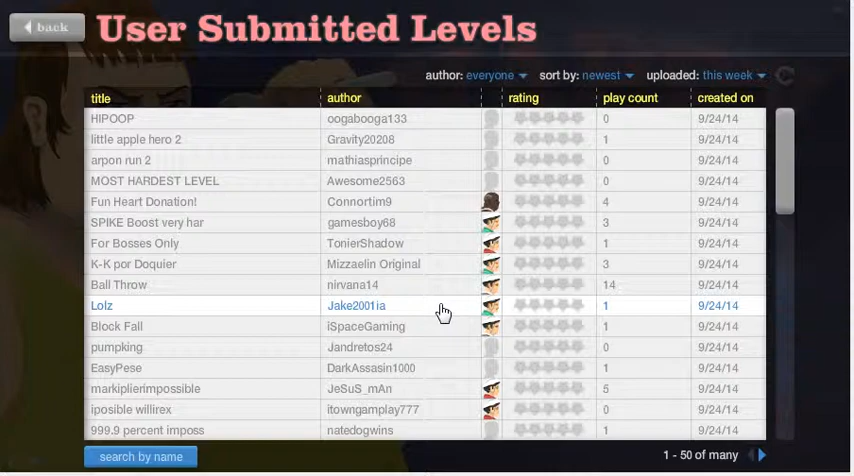 back
User Submitted Levels
author: everyone sort by: newest uploaded: this week
title author rating play count created on
HIPOOP oogabooga133 0 9/24/14
little apple hero 2 Gravity20208 1 9/24/14
arpon run 2 mathiasprincipe 0 9/24/14
MOST HARDEST LEVEL Awesome2563 0 9/24/14
Fun Heart Donation! Connortim9 4 9/24/14
SPIKE Boost very har gamesboy68 3 9/24/14
For Bosses Only TonierShadow 1 9/24/14
K-K por Doquier Mizzaelin Original 3 9/24/14
Ball Throw nirvana14 14 9/24/14
Lolz Jake2001ia 1 9/24/14
Block Fall iSpaceGaming 1 9/24/14
pumpking Jandretos24 0 9/24/14
EasyPese DarkAssasin1000 1 9/24/14
markiplierimpossible JeSuS_mAn 5 9/24/14
iposible willirex itowngamplay777 0 9/24/14
999.9 percent imposs natedogwins 1 9/24/14
search by name 1 - 50 of many